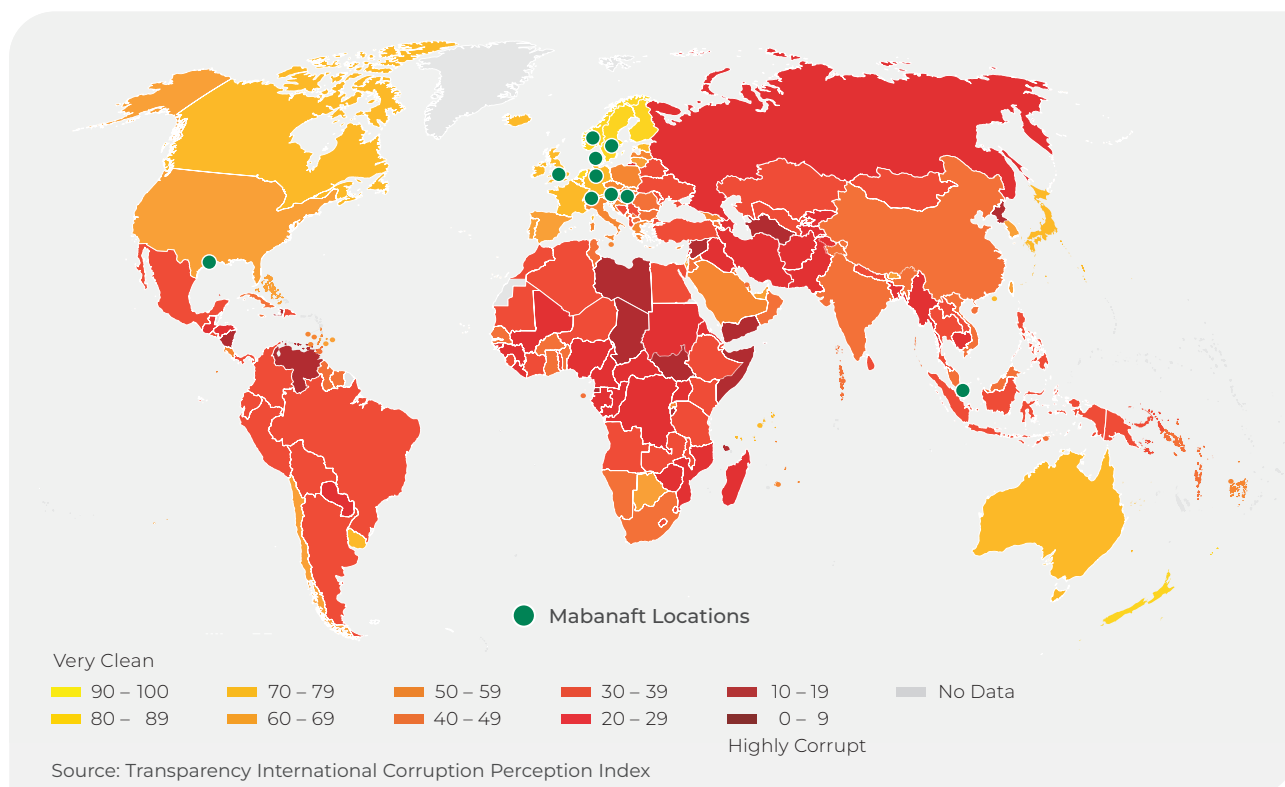 Mabanaft Locations
Very Clean
90 – 100 70 – 79 50 – 59 30 – 39 10 – 19 No Data
80 – 89 60 – 69 40 – 49 20 – 29 0 – 9
Highly Corrupt
Source: Transparency International Corruption Perception Index